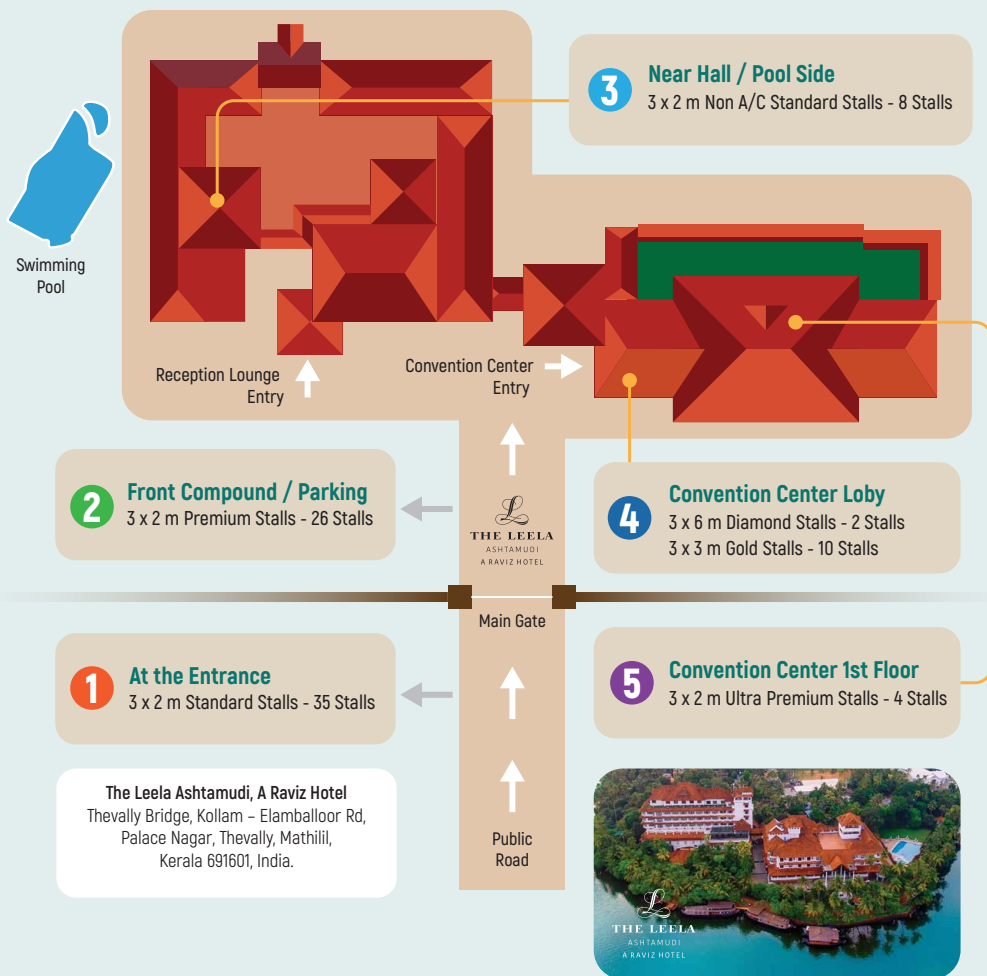 3
Near Hall / Pool Side
3 x 2 m Non A/C Standard Stalls - 8 Stalls
Swimming
Pool
Reception Lounge
Entry
Convention Center
Entry
2
Front Compound / Parking
3 x 2 m Premium Stalls - 26 Stalls
L
THE LEELA
ASHTAMUDI
A RAVIZ HOTEL
4
Convention Center Loby
3 x 6 m Diamond Stalls - 2 Stalls
3 x 3 m Gold Stalls - 10 Stalls
Main Gate
1
At the Entrance
3 x 2 m Standard Stalls - 35 Stalls
5
Convention Center 1st Floor
3 x 2 m Ultra Premium Stalls - 4 Stalls
The Leela Ashtamudi, A Raviz Hotel
Thevally Bridge, Kollam – Elamballoor Rd,
Palace Nagar, Thevally, Mathilil,
Kerala 691601, India.
Public
Road
L
THE LEELA
ASHTAMUDI
A RAVIZ HOTEL